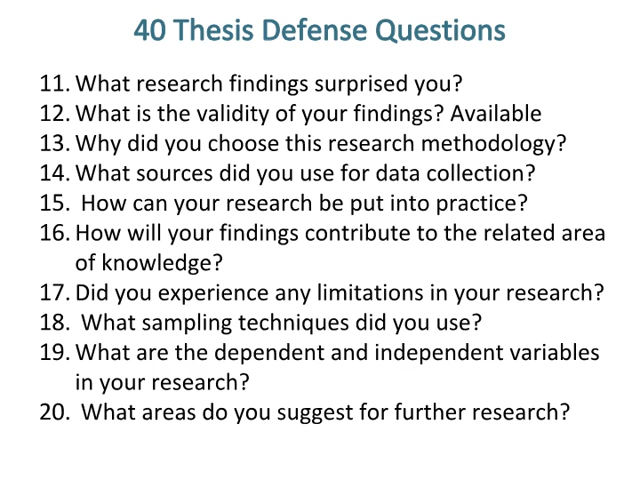 40 Thesis Defense Questions
11. What research findings surprised you?
12. What is the validity of your findings? Available
13. Why did you choose this research methodology?
14. What sources did you use for data collection?
15. How can your research be put into practice?
16. How will your findings contribute to the related area
of knowledge?
17. Did you experience any limitations in your research?
18. What sampling techniques did you use?
19. What are the dependent and independent variables
in your research?
20. What areas do you suggest for further research?